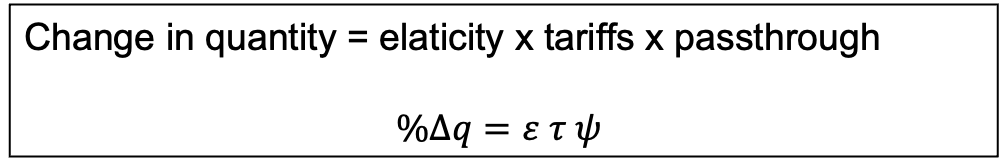 Change in quantity = elaticity x tariffs x passthrough
%Δq = ε τ ψ